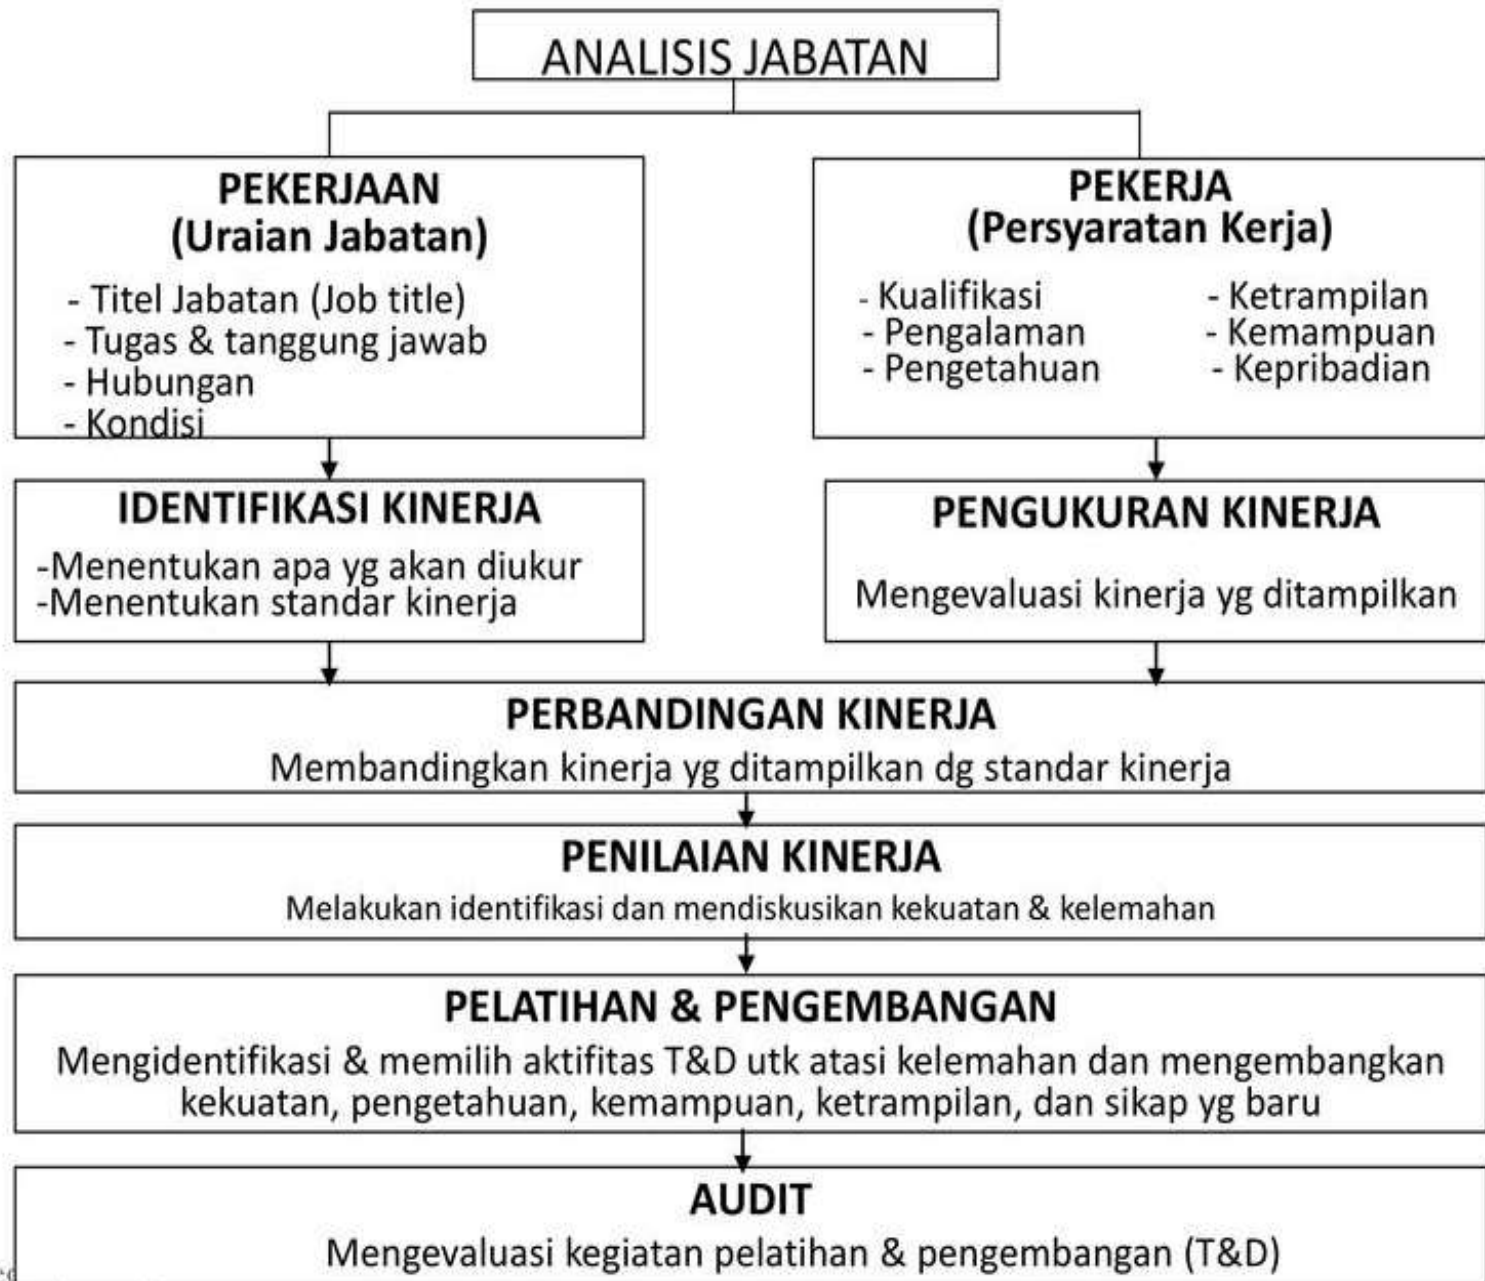 ANALISIS JABATAN
PEKERJAAN
(Uraian Jabatan)
- Titel Jabatan (Job title)
- Tugas & tanggung jawab
- Hubungan
- Kondisi
PEKERJA
(Persyaratan Kerja)
- Kualifikasi
- Pengalaman
- Pengetahuan
- Ketrampilan
- Kemampuan
- Kepribadian
IDENTIFIKASI KINERJA
-Menentukan apa yg akan diukur
-Menentukan standar kinerja
PENGUKURAN KINERJA
Mengevaluasi kinerja yg ditampilkan
PERBANDINGAN KINERJA
Membandingkan kinerja yg ditampilkan dg standar kinerja
PENILAIAN KINERJA
Melakukan identifikasi dan mendiskusikan kekuatan & kelemahan
PELATIHAN & PENGEMBANGAN
Mengidentifikasi & memilih aktifitas T&D utk atasi kelemahan dan mengembangkan
kekuatan, pengetahuan, kemampuan, ketrampilan, dan sikap yg baru
AUDIT
Mengevaluasi kegiatan pelatihan & pengembangan (T&D)